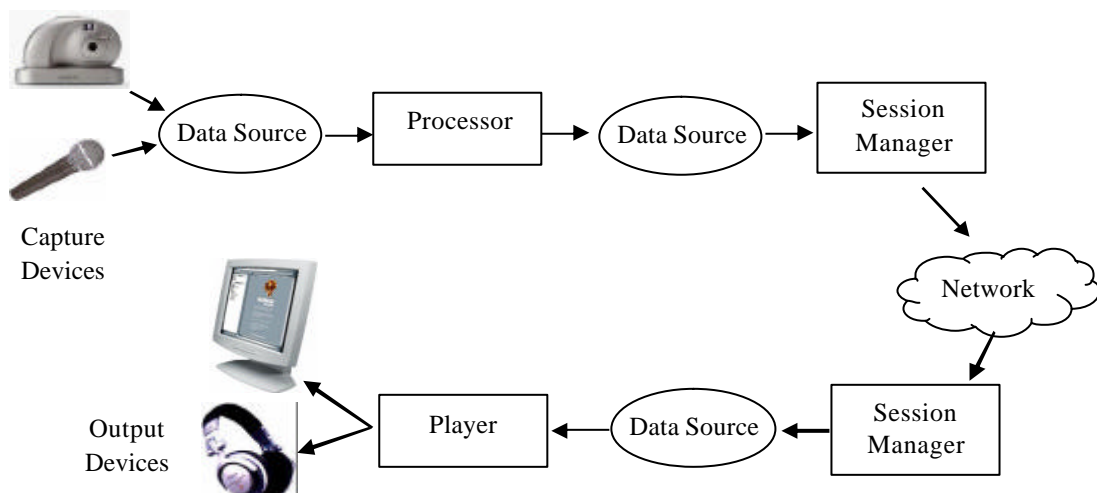 Data Source
Processor
Data Source
Session
Manager
Capture
Devices
Network
Output
Devices
Player
Data Source
Session
Manager